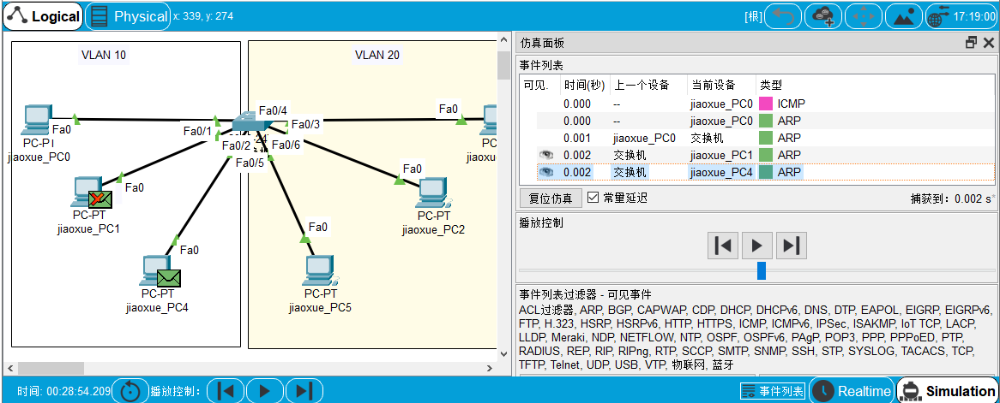 Logical Physical x: 339, y: 274 [根] 17:19:00
VLAN 10
VLAN 20
Fa0/4
Fa0
Fa0
Fa0/1
Fa0/3
PC-P
jiaoxue_PC0
Fa0/2
Fa0/6
-24
Fa0/5
jiaoxu
Fa0
Fa0
PC-PT
jiaoxue_PC1
PC-PT
jiaoxue_PC2
Fa0
Fa0
PC-PT
jiaoxue_PC4
PC-PT
jiaoxue_PC5
仿真面板
事件列表
可见. 时间(秒) 上一个设备 当前设备 类型
0.000 -- jiaoxue_PC0 ICMP
0.000 -- jiaoxue_PC0 ARP
0.001 jiaoxue_PC0 交换机 ARP
0.002 交换机 jiaoxue_PC1 ARP
0.002 交换机 jiaoxue_PC4 ARP
复位仿真 常量延迟 捕获到：0.002 s*
播放控制
事件列表过滤器 - 可见事件
ACL过滤器, ARP, BGP, CAPWAP, CDP, DHCP, DHCPv6, DNS, DTP, EAPOL, EIGRP, EIGRPv6,
FTP, H.323, HSRP, HSRPv6, HTTP, HTTPS, ICMP, ICMPv6, IPSec, ISAKMP, IoT TCP, LACP,
LLDP, Meraki, NDP, NETFLOW, NTP, OSPF, OSPFv6, PAgP, POP3, PPP, PPPoED, PTP,
RADIUS, REP, RIP, RIPng, RTP, SCCP, SMTP, SNMP, SSH, STP, SYSLOG, TACACS, TCP,
TFTP, Telnet, UDP, USB, VTP, 物联网, 蓝牙
时间: 00:28:54.209 播放控制： 事件列表 Realtime Simulation